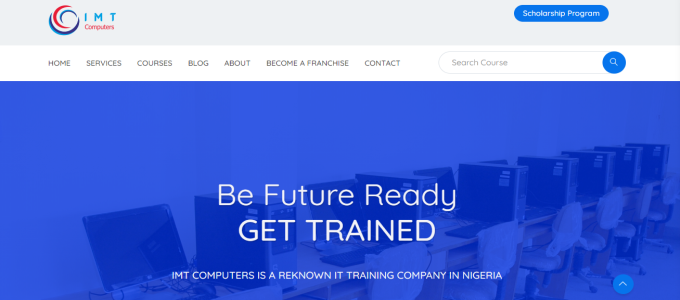 IMT
Computers
Scholarship Program
HOME SERVICES COURSES BLOG ABOUT BECOME A FRANCHISE CONTACT
Search Course
Be Future Ready
GET TRAINED
IMT COMPUTERS IS A REKNOWN IT TRAINING COMPANY IN NIGERIA